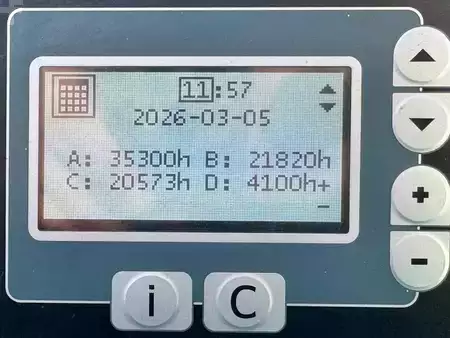 11:57
2026-03-05
A: 35300h B: 21820h
C: 20573h D: 4100h+
-
+
-
i C